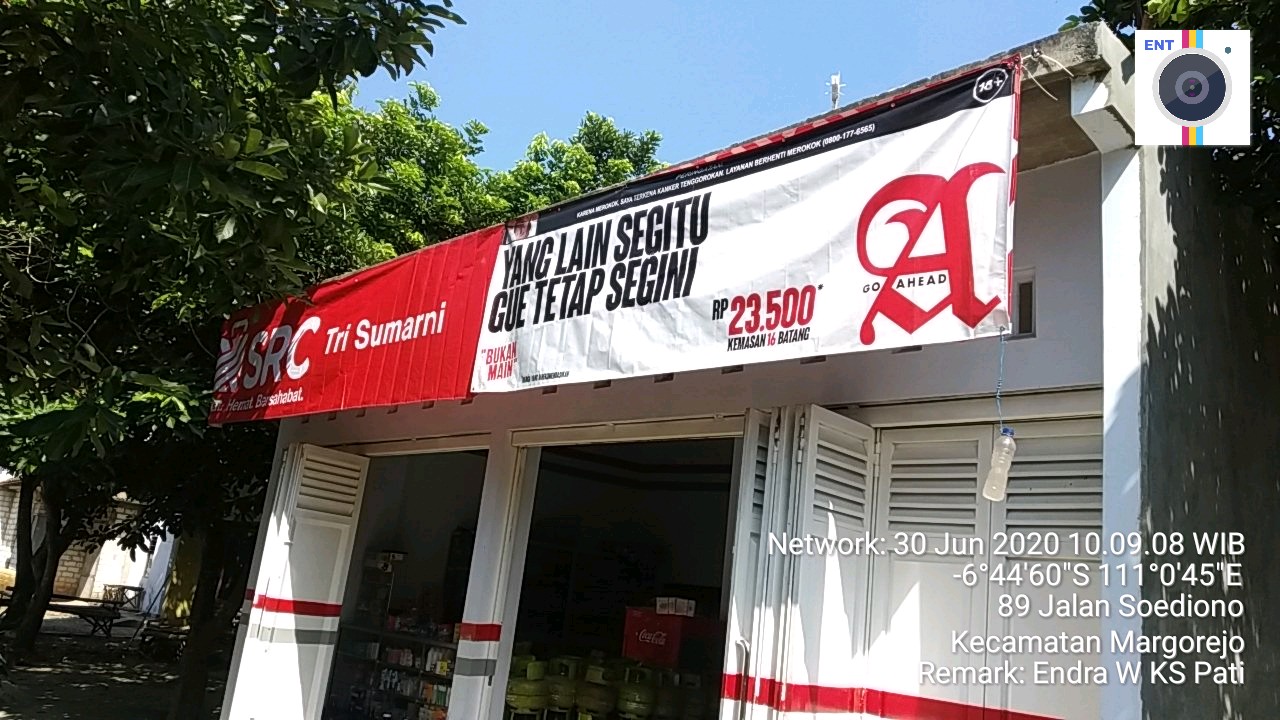 ENT
18+
PERINGATAN
KARENA MEROKOK, SAYA TERKENA KANKER TENGGOROKAN. LAYANAN BERHENTI MEROKOK (0800-177-6565)
YANG LAIN SEGITU
GUE TETAP SEGINI
RP 23.500*
KEMASAN 16 BATANG
"BUKAN
MAIN"
A
GO AHEAD
SRC Tri Sumarni
Hemat. Bersahabat.
Coca-Cola
Network: 30 Jun 2020 10.09.08 WIB
-6°44'60"S 111°0'45"E
89 Jalan Soediono
Kecamatan Margorejo
Remark: Endra W KS Pati